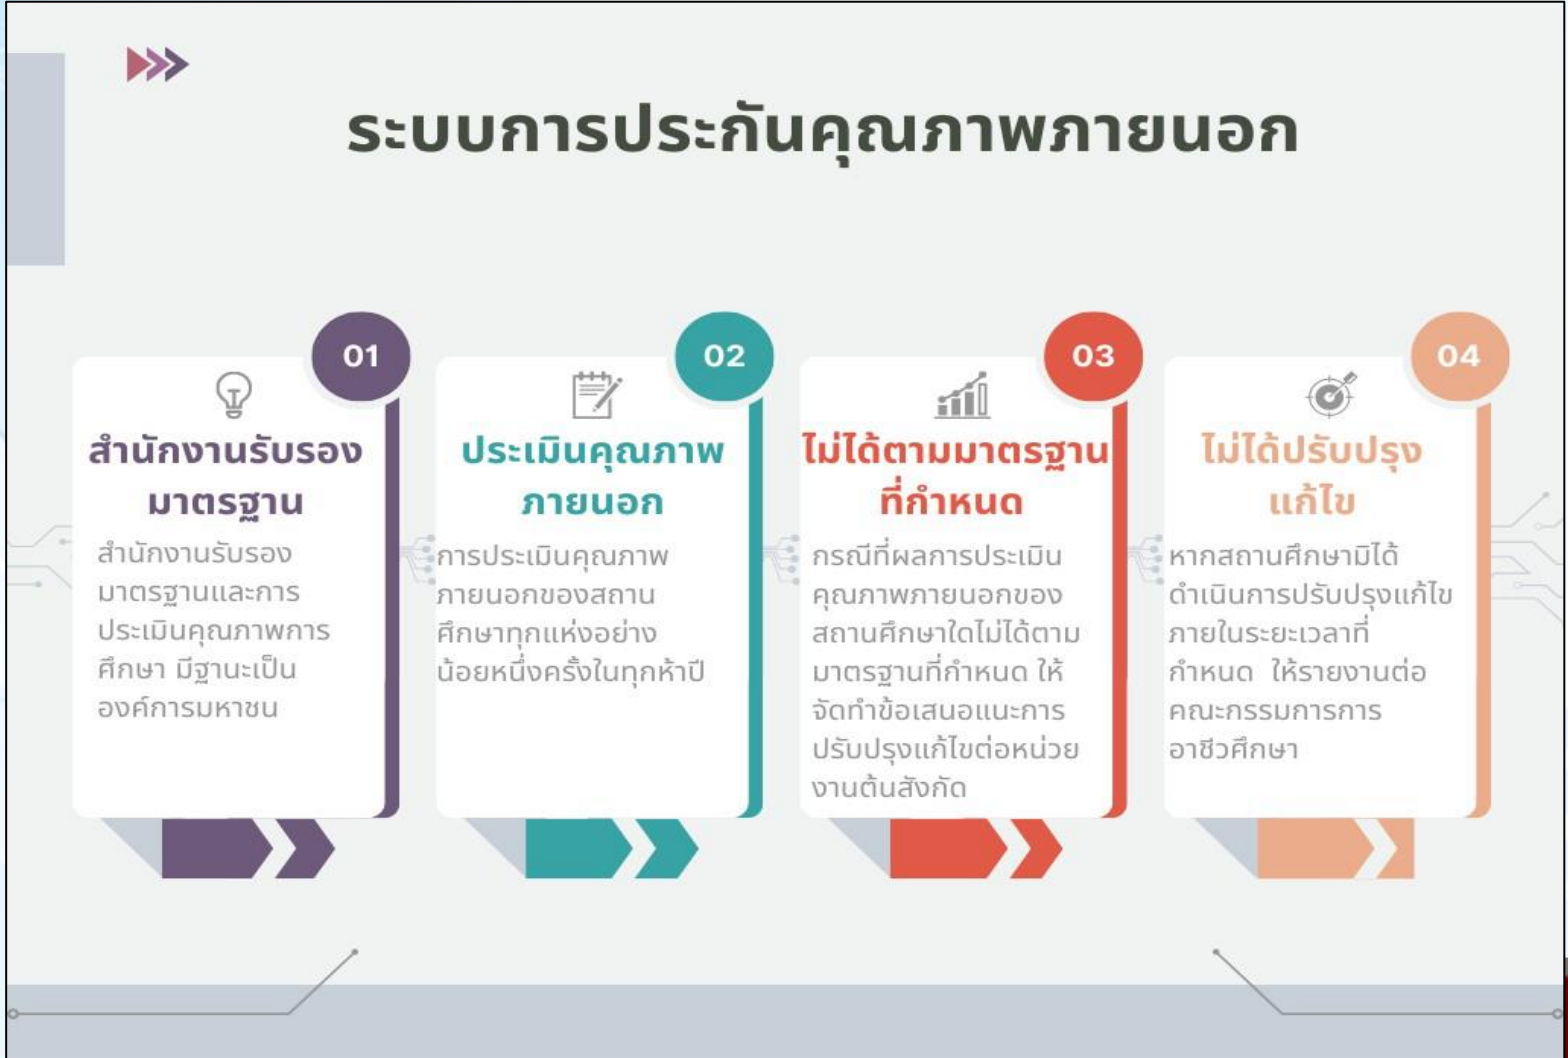 ระบบการประกันคุณภาพภายนอก
01
สำนักงานรับรอง
มาตรฐาน
สำนักงานรับรอง
มาตรฐานและการ
ประเมินคุณภาพการ
ศึกษา มีฐานะเป็น
องค์การมหาชน
02
ประเมินคุณภาพ
ภายนอก
การประเมินคุณภาพ
ภายนอกของสถาน
ศึกษาทุกแห่งอย่าง
น้อยหนึ่งครั้งในทุกห้าปี
03
ไม่ได้ตามมาตรฐาน
ที่กำหนด
กรณีที่ผลการประเมิน
คุณภาพภายนอกของ
สถานศึกษาใดไม่ได้ตาม
มาตรฐานที่กำหนด ให้
จัดทำข้อเสนอแนะการ
ปรับปรุงแก้ไขต่อหน่วย
งานต้นสังกัด
04
ไม่ได้ปรับปรุง
แก้ไข
หากสถานศึกษามิได้
ดำเนินการปรับปรุงแก้ไข
ภายในระยะเวลาที่
กำหนด  ให้รายงานต่อ
คณะกรรมการการ
อาชีวศึกษา